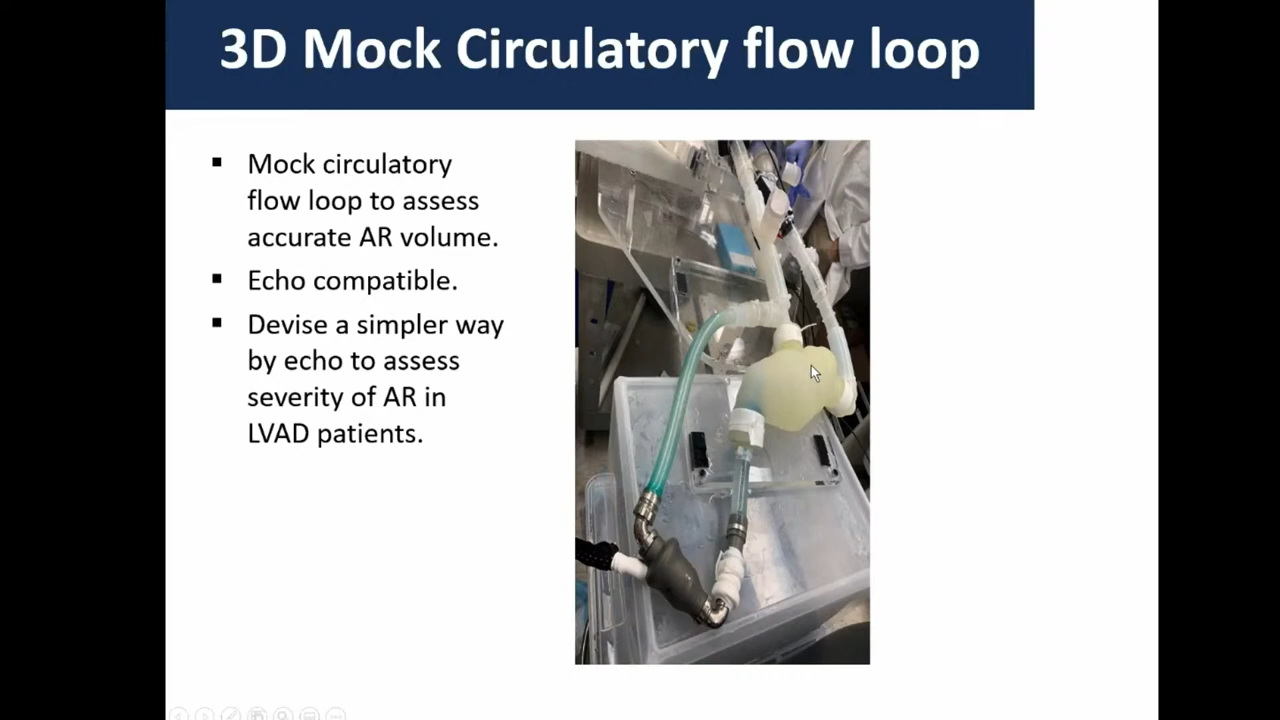 3D Mock Circulatory flow loop
▪ Mock circulatory
flow loop to assess
accurate AR volume.
▪ Echo compatible.
▪ Devise a simpler way
by echo to assess
severity of AR in
LVAD patients.